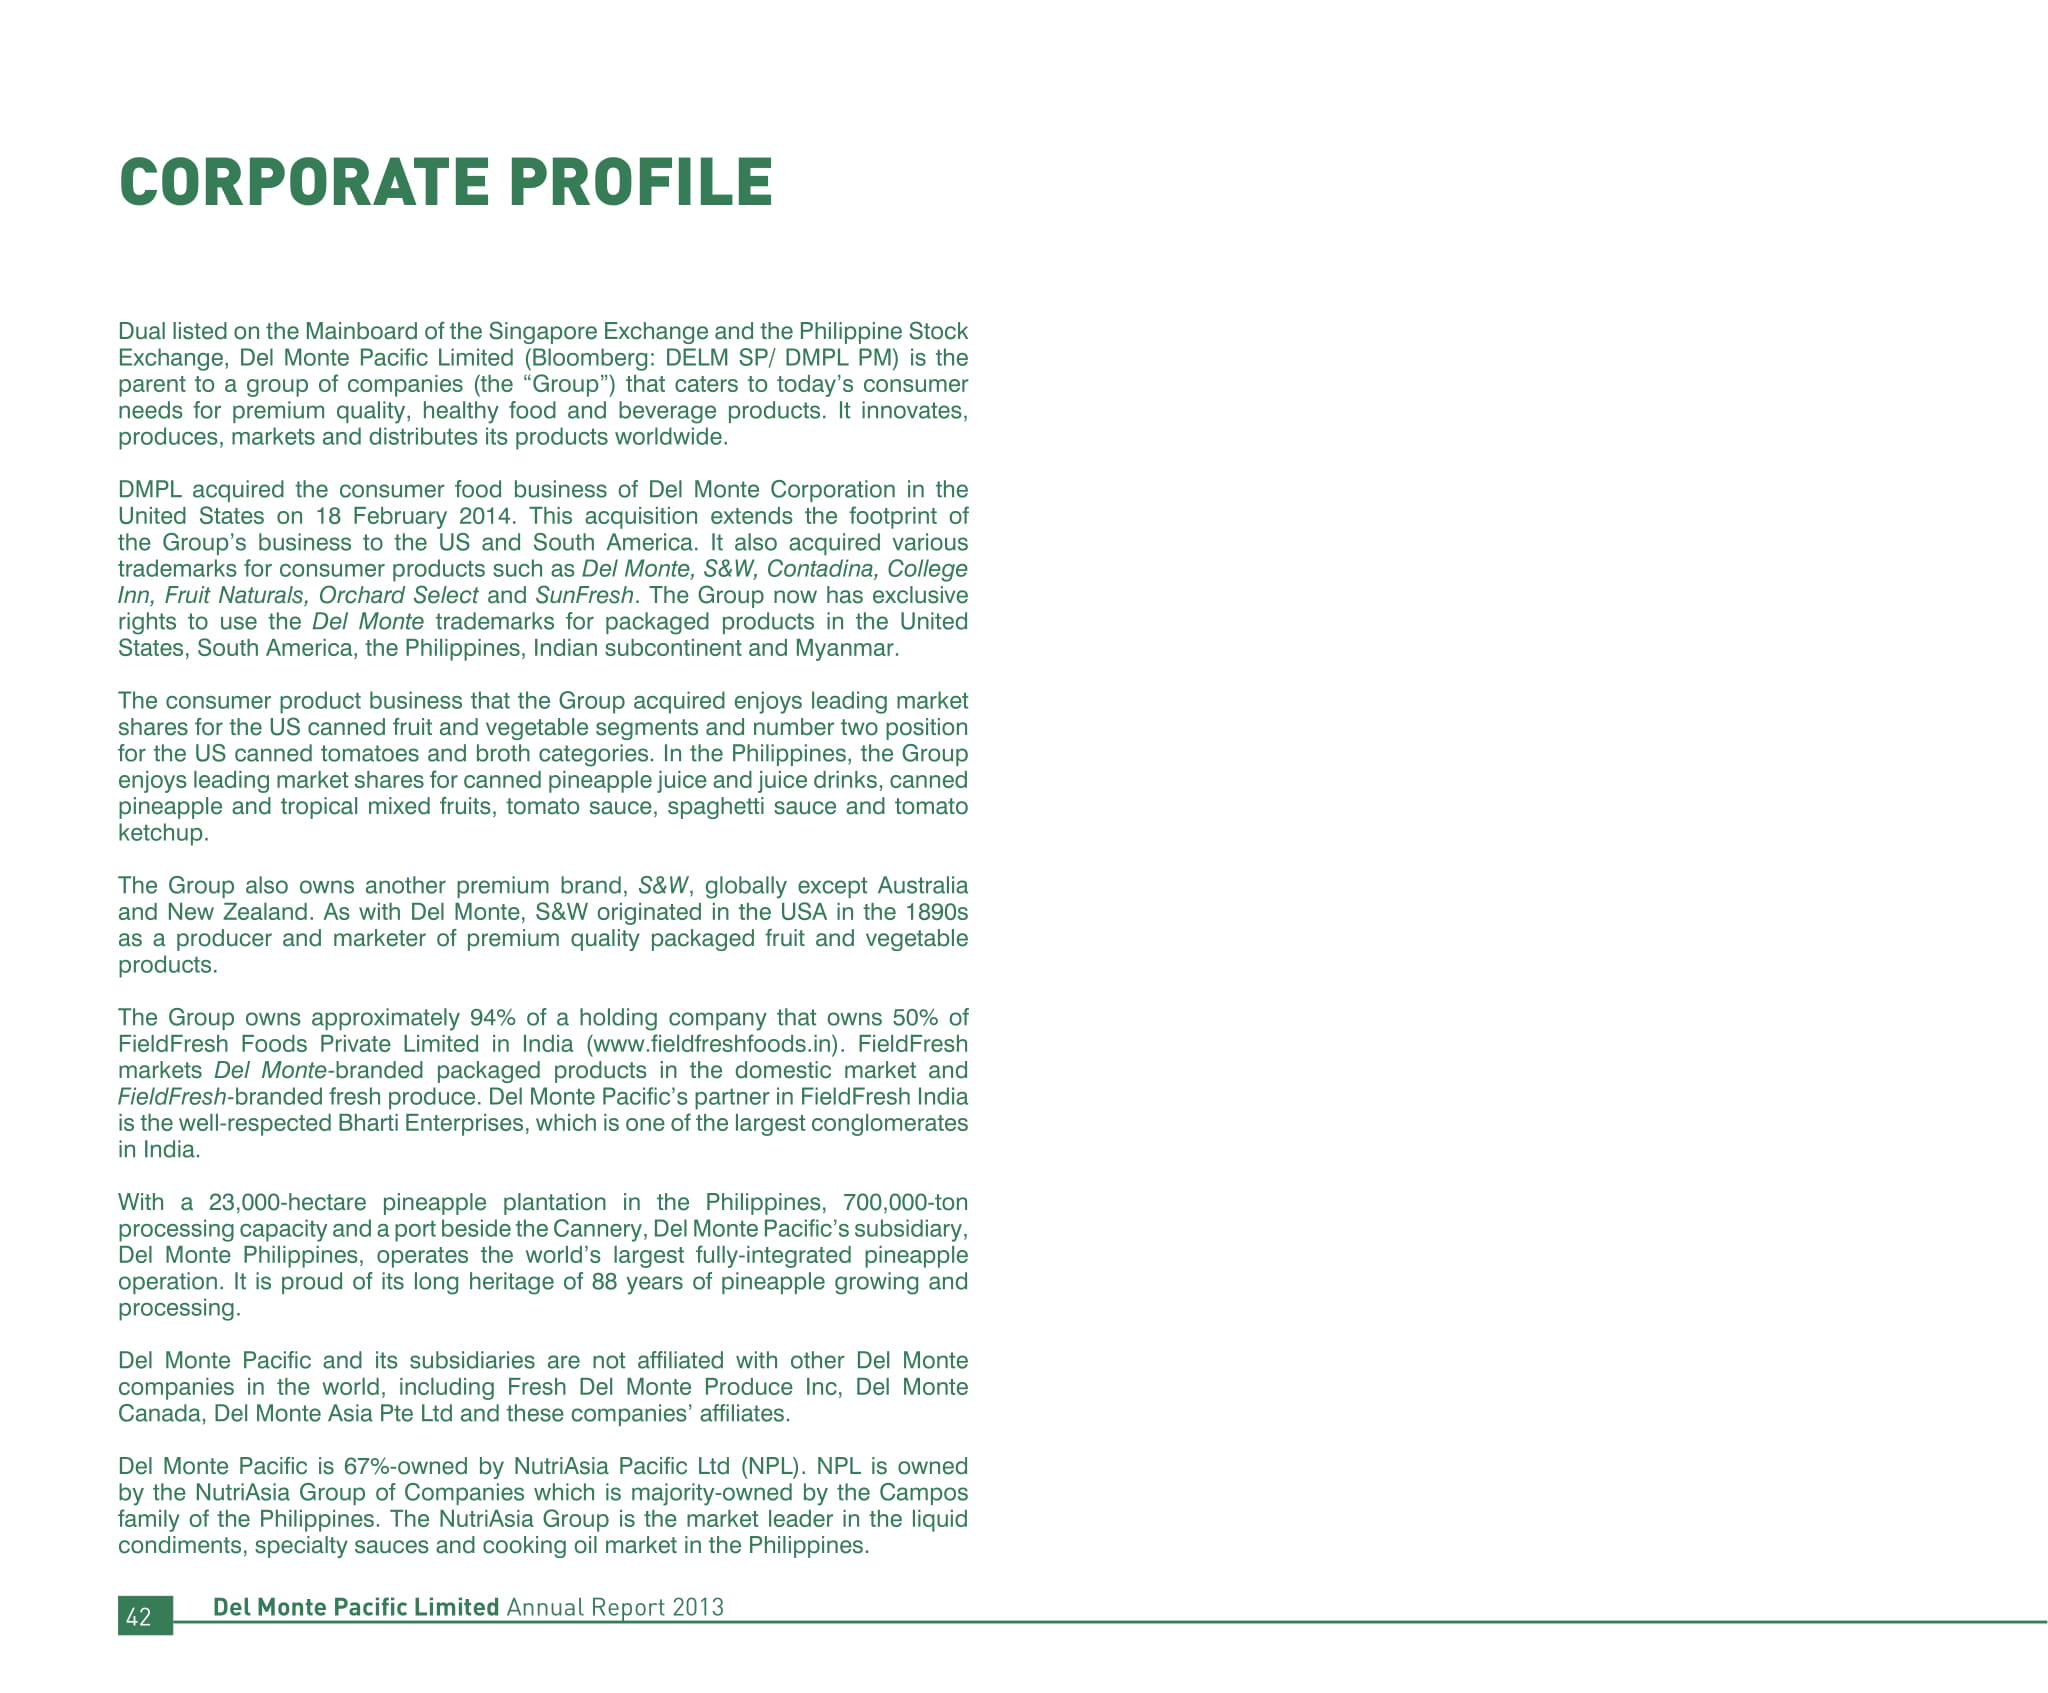 CORPORATE PROFILE
Dual listed on the Mainboard of the Singapore Exchange and the Philippine Stock
Exchange, Del Monte Pacific Limited (Bloomberg: DELM SP/ DMPL PM) is the
parent to a group of companies (the “Group”) that caters to today’s consumer
needs for premium quality, healthy food and beverage products. It innovates,
produces, markets and distributes its products worldwide.
DMPL acquired the consumer food business of Del Monte Corporation in the
United States on 18 February 2014. This acquisition extends the footprint of
the Group’s business to the US and South America. It also acquired various
trademarks for consumer products such as Del Monte, S&W, Contadina, College
Inn, Fruit Naturals, Orchard Select and SunFresh. The Group now has exclusive
rights to use the Del Monte trademarks for packaged products in the United
States, South America, the Philippines, Indian subcontinent and Myanmar.
The consumer product business that the Group acquired enjoys leading market
shares for the US canned fruit and vegetable segments and number two position
for the US canned tomatoes and broth categories. In the Philippines, the Group
enjoys leading market shares for canned pineapple juice and juice drinks, canned
pineapple and tropical mixed fruits, tomato sauce, spaghetti sauce and tomato
ketchup.
The Group also owns another premium brand, S&W, globally except Australia
and New Zealand. As with Del Monte, S&W originated in the USA in the 1890s
as a producer and marketer of premium quality packaged fruit and vegetable
products.
The Group owns approximately 94% of a holding company that owns 50% of
FieldFresh Foods Private Limited in India (www.fieldfreshfoods.in). FieldFresh
markets Del Monte-branded packaged products in the domestic market and
FieldFresh-branded fresh produce. Del Monte Pacific’s partner in FieldFresh India
is the well-respected Bharti Enterprises, which is one of the largest conglomerates
in India.
With a 23,000-hectare pineapple plantation in the Philippines, 700,000-ton
processing capacity and a port beside the Cannery, Del Monte Pacific’s subsidiary,
Del Monte Philippines, operates the world’s largest fully-integrated pineapple
operation. It is proud of its long heritage of 88 years of pineapple growing and
processing.
Del Monte Pacific and its subsidiaries are not affiliated with other Del Monte
companies in the world, including Fresh Del Monte Produce Inc, Del Monte
Canada, Del Monte Asia Pte Ltd and these companies’ affiliates.
Del Monte Pacific is 67%-owned by NutriAsia Pacific Ltd (NPL). NPL is owned
by the NutriAsia Group of Companies which is majority-owned by the Campos
family of the Philippines. The NutriAsia Group is the market leader in the liquid
condiments, specialty sauces and cooking oil market in the Philippines.
42 Del Monte Pacific Limited Annual Report 2013